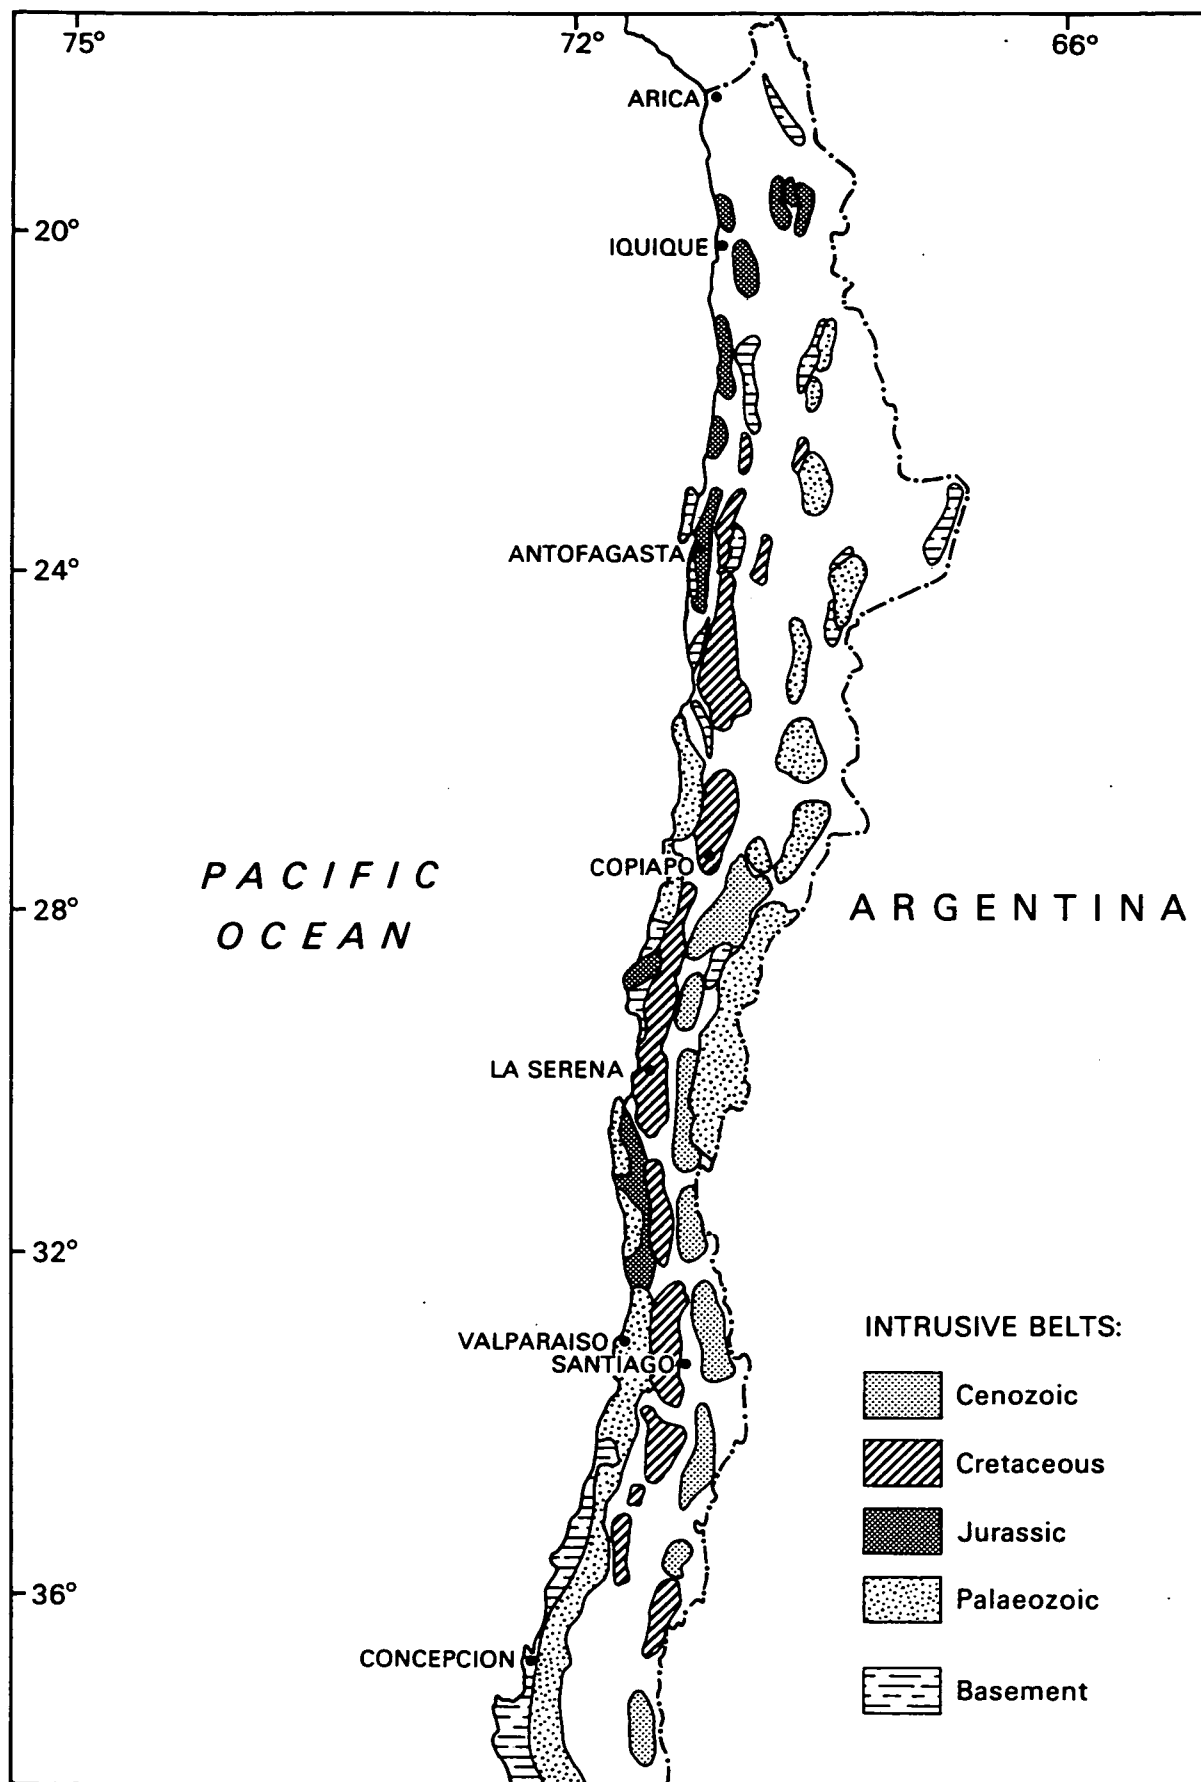 75°
72°
66°
ARICA
20°
IQUIQUE
ANTOFAGASTA
24°
COPIAPO
PACIFIC
OCEAN
28°
ARGENTINA
LA SERENA
32°
VALPARAISO
SANTIAGO
36°
CONCEPCION
INTRUSIVE BELTS:
Cenozoic
Cretaceous
Jurassic
Palaeozoic
Basement